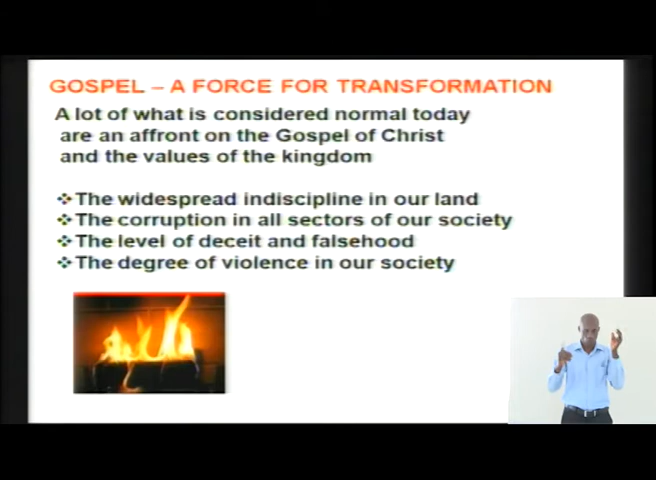 GOSPEL – A FORCE FOR TRANSFORMATION
A lot of what is considered normal today
are an affront on the Gospel of Christ
and the values of the kingdom
❖The widespread indiscipline in our land
❖The corruption in all sectors of our society
❖The level of deceit and falsehood
❖The degree of violence in our society